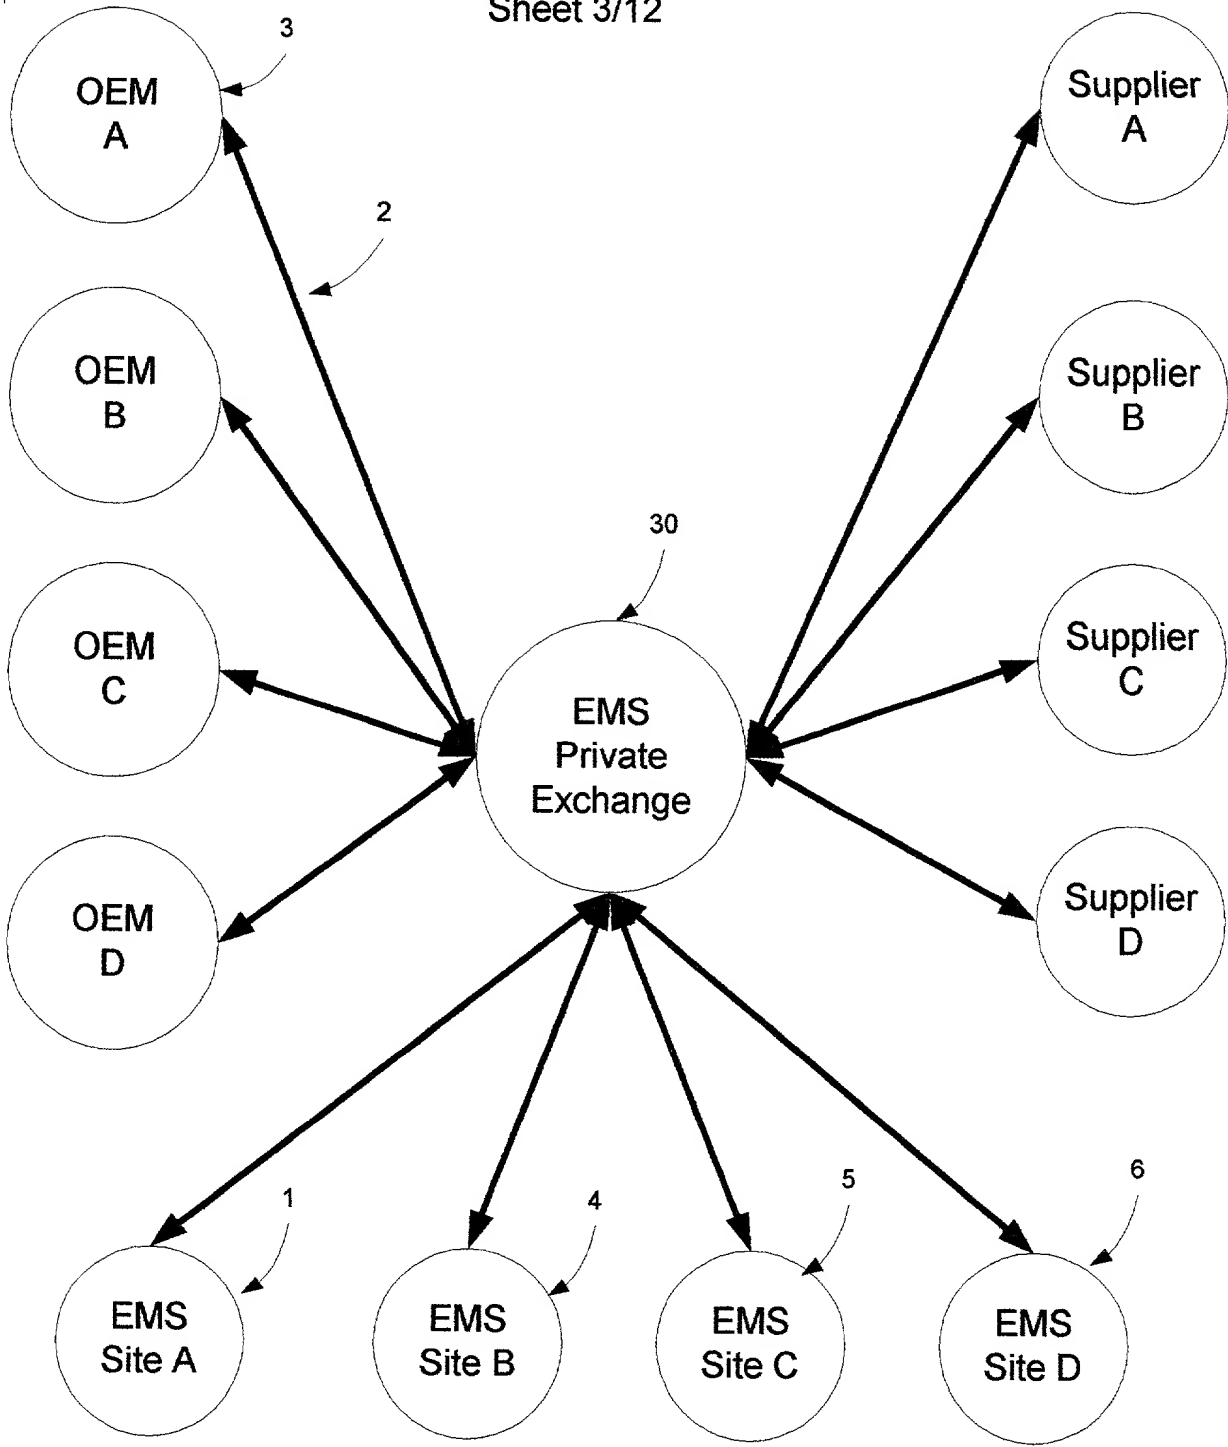 Sheet 3/12
3
OEM
A
Supplier
A
2
OEM
B
Supplier
B
30
OEM
C
Supplier
C
EMS
Private
Exchange
OEM
D
Supplier
D
1
4
5
6
EMS
Site A
EMS
Site B
EMS
Site C
EMS
Site D